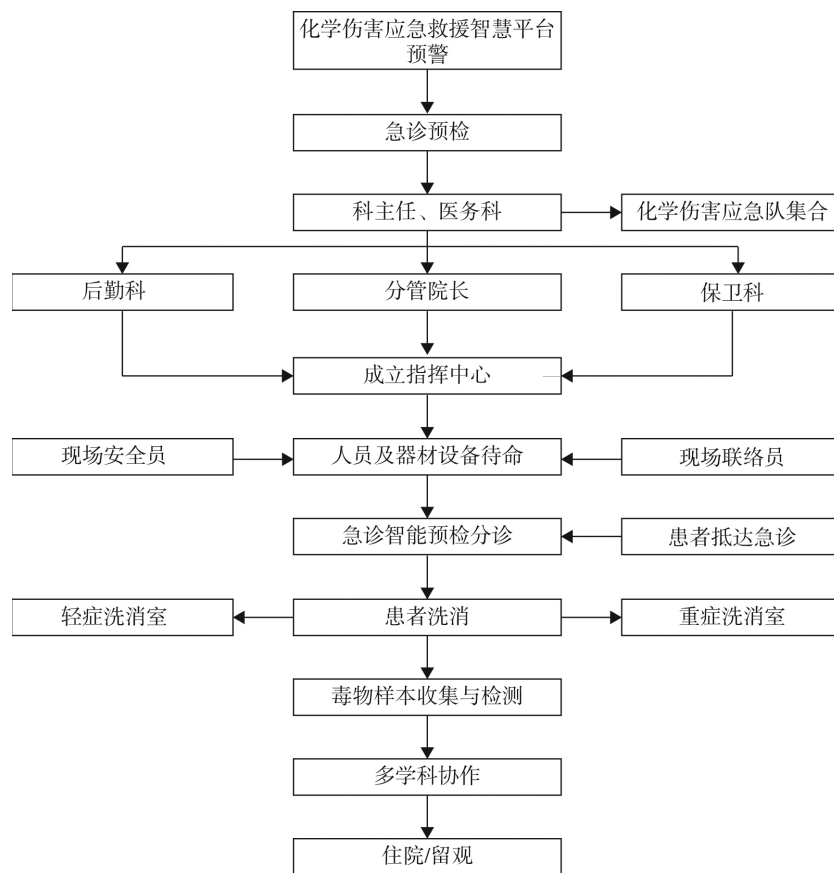 化学伤害应急救援智慧平台
预警
急诊预检
科主任、医务科
化学伤害应急队集合
后勤科
分管院长
保卫科
成立指挥中心
现场安全员
人员及器材设备待命
现场联络员
急诊智能预检分诊
患者抵达急诊
轻症洗消室
患者洗消
重症洗消室
毒物样本收集与检测
多学科协作
住院/留观